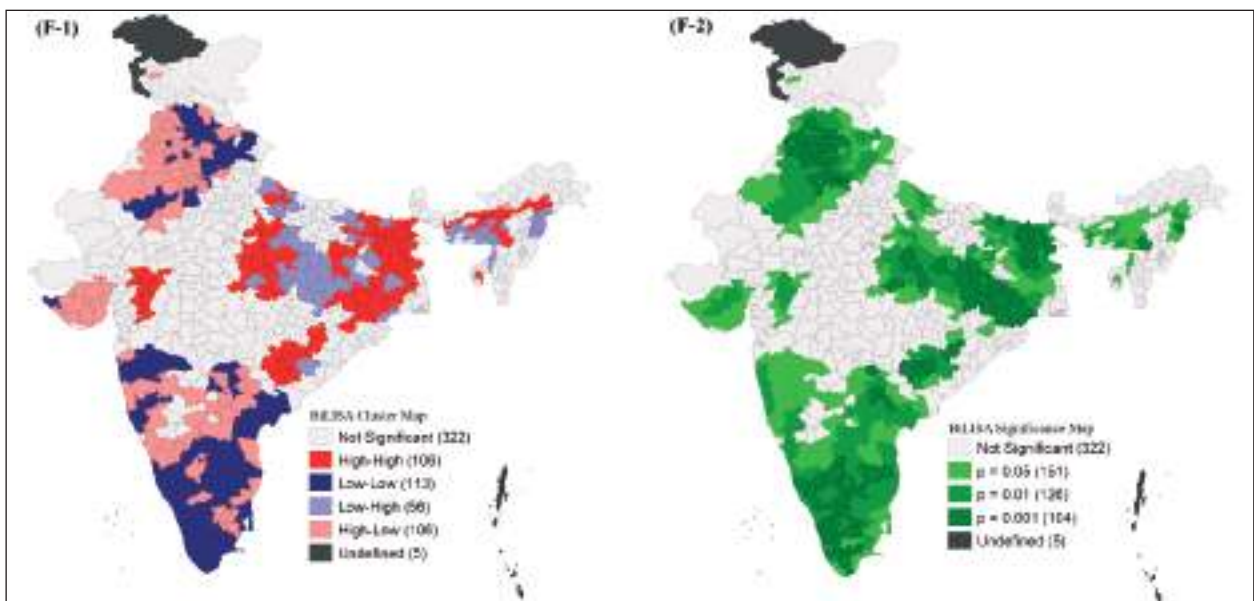 (F-1)
BiLISA Cluster Map
Not Significant (322)
High-High (106)
Low-Low (113)
Low-High (56)
High-Low (106)
Undefined (5)
(F-2)
BiLISA Significance Map
Not Significant (322)
p = 0.05 (151)
p = 0.01 (126)
p = 0.001 (104)
Undefined (5)